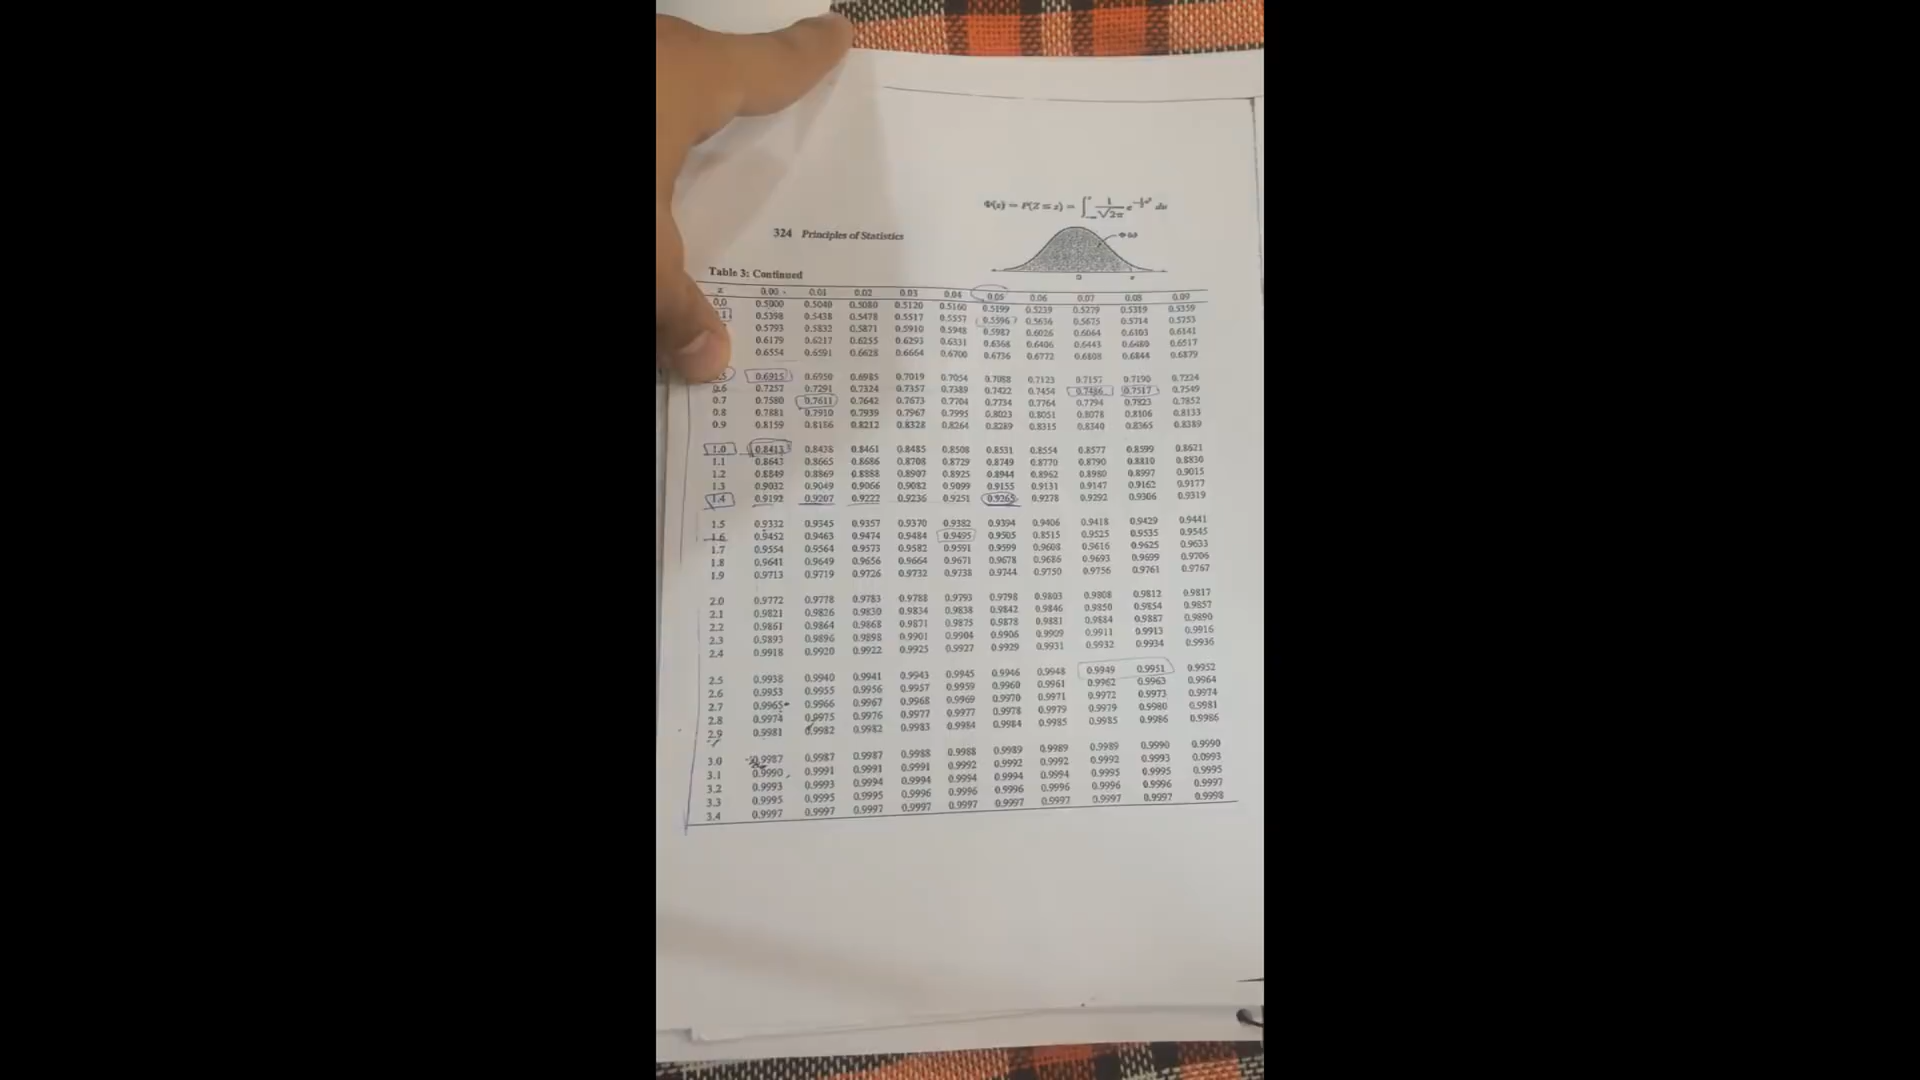 Φ(z) = P(Z ≤ z) =
324 Principles of Statistics
Table 3: Continued
z 0.00 0.01 0.02 0.03 0.04 0.05 0.06 0.07 0.08 0.09
0.0 0.5000 0.5040 0.5080 0.5120 0.5160 0.5199 0.5239 0.5279 0.5319 0.5359
0.5398 0.5438 0.5478 0.5517 0.5557 0.5596 0.5636 0.5675 0.5714 0.5753
0.5793 0.5832 0.5871 0.5910 0.5948 0.5987 0.6026 0.6064 0.6103 0.6141
0.6179 0.6217 0.6255 0.6293 0.6331 0.6368 0.6406 0.6443 0.6480 0.6517
0.6554 0.6591 0.6628 0.6664 0.6700 0.6736 0.6772 0.6808 0.6844 0.6879
0.6915 0.6950 0.6985 0.7019 0.7054 0.7088 0.7123 0.7157 0.7190 0.7224
0.6 0.7257 0.7291 0.7324 0.7357 0.7389 0.7422 0.7454 0.7486 0.7517 0.7549
0.7 0.7580 0.7611 0.7642 0.7673 0.7704 0.7734 0.7764 0.7794 0.7823 0.7852
0.8 0.7881 0.7910 0.7939 0.7967 0.7995 0.8023 0.8051 0.8078 0.8106 0.8133
0.9 0.8159 0.8186 0.8212 0.8328 0.8264 0.8289 0.8315 0.8340 0.8365 0.8389
1.0 0.8413 0.8438 0.8461 0.8485 0.8508 0.8531 0.8554 0.8577 0.8599 0.8621
1.1 0.8643 0.8665 0.8686 0.8708 0.8729 0.8749 0.8770 0.8790 0.8810 0.8830
1.2 0.8849 0.8869 0.8888 0.8907 0.8925 0.8944 0.8962 0.8980 0.8997 0.9015
1.3 0.9032 0.9049 0.9066 0.9082 0.9099 0.9155 0.9131 0.9147 0.9162 0.9177
1.4 0.9192 0.9207 0.9222 0.9236 0.9251 0.9265 0.9278 0.9292 0.9306 0.9319
1.5 0.9332 0.9345 0.9357 0.9370 0.9382 0.9394 0.9406 0.9418 0.9429 0.9441
1.6 0.9452 0.9463 0.9474 0.9484 0.9495 0.9505 0.8515 0.9525 0.9535 0.9545
1.7 0.9554 0.9564 0.9573 0.9582 0.9591 0.9599 0.9608 0.9616 0.9625 0.9633
1.8 0.9641 0.9649 0.9656 0.9664 0.9671 0.9678 0.9686 0.9693 0.9699 0.9706
1.9 0.9713 0.9719 0.9726 0.9732 0.9738 0.9744 0.9750 0.9756 0.9761 0.9767
2.0 0.9772 0.9778 0.9783 0.9788 0.9793 0.9798 0.9803 0.9808 0.9812 0.9817
2.1 0.9821 0.9826 0.9830 0.9834 0.9838 0.9842 0.9846 0.9850 0.9854 0.9857
2.2 0.9861 0.9864 0.9868 0.9871 0.9875 0.9878 0.9881 0.9884 0.9887 0.9890
2.3 0.9893 0.9896 0.9898 0.9901 0.9904 0.9906 0.9909 0.9911 0.9913 0.9916
2.4 0.9918 0.9920 0.9922 0.9925 0.9927 0.9929 0.9931 0.9932 0.9934 0.9936
2.5 0.9938 0.9940 0.9941 0.9943 0.9945 0.9946 0.9948 0.9949 0.9951 0.9952
2.6 0.9953 0.9955 0.9956 0.9957 0.9959 0.9960 0.9961 0.9962 0.9963 0.9964
2.7 0.9965 0.9966 0.9967 0.9968 0.9969 0.9970 0.9971 0.9972 0.9973 0.9974
2.8 0.9974 0.9975 0.9976 0.9977 0.9977 0.9978 0.9979 0.9979 0.9980 0.9981
2.9 0.9981 0.9982 0.9982 0.9983 0.9984 0.9984 0.9985 0.9985 0.9986 0.9986
3.0 0.9987 0.9987 0.9987 0.9988 0.9988 0.9989 0.9989 0.9989 0.9990 0.9990
3.1 0.9990 0.9991 0.9991 0.9991 0.9992 0.9992 0.9992 0.9992 0.9993 0.0993
3.2 0.9993 0.9993 0.9994 0.9994 0.9994 0.9994 0.9994 0.9995 0.9995 0.9995
3.3 0.9995 0.9995 0.9995 0.9996 0.9996 0.9996 0.9996 0.9996 0.9996 0.9997
3.4 0.9997 0.9997 0.9997 0.9997 0.9997 0.9997 0.9997 0.9997 0.9997 0.9998